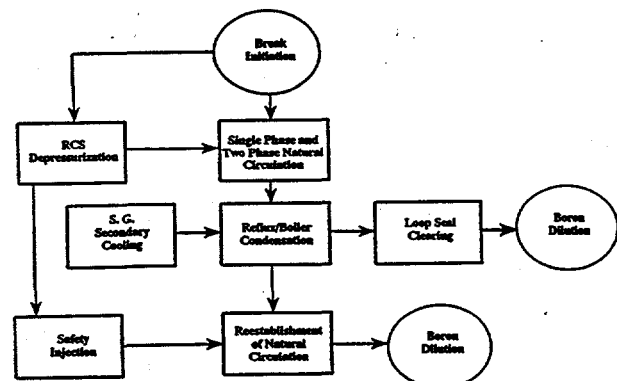 Break
Initiation
RCS
Depressurization
Single Phase and
Two Phase Natural
Circulation
S. G.
Secondary
Cooling
Reflux/Boiler
Condensation
Loop Seal
Clearing
Boron
Dilution
Safety
Injection
Reestablishment
of Natural
Circulation
Boron
Dilution